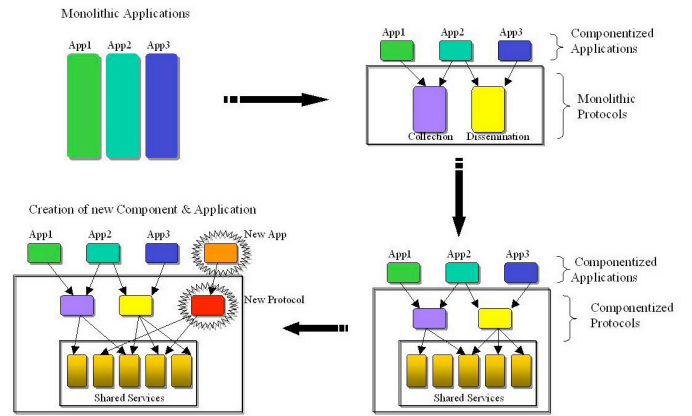 Monolithic Applications
App1 App2 App3
App1 App2 App3
Componentized
Applications
Monolithic
Protocols
Collection Dissemination
Creation of new Component & Application
App1 App2 App3 New App
New Protocol
Shared Services
App1 App2 App3
Componentized
Applications
Componentized
Protocols
Shared Services